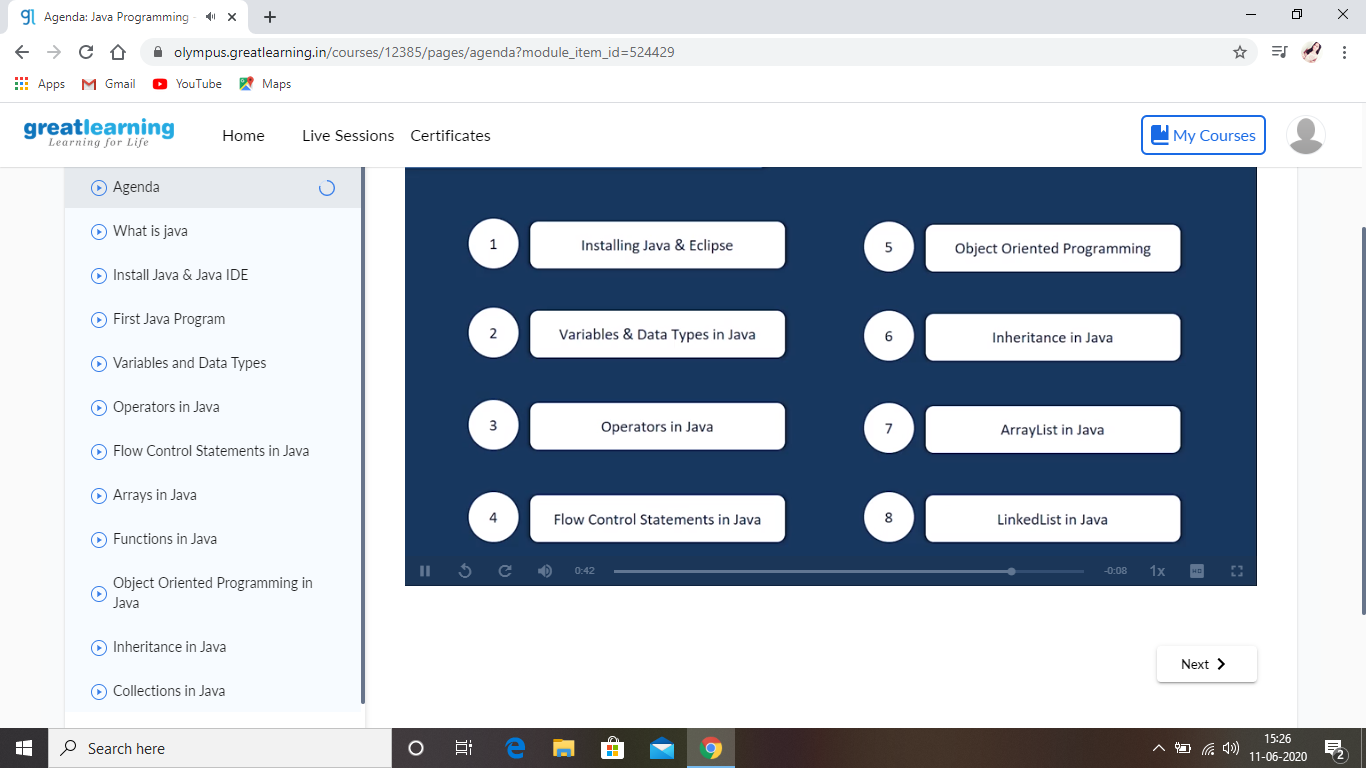 Agenda: Java Programming
olympus.greatlearning.in/courses/12385/pages/agenda?module_item_id=524429
Apps
Gmail
YouTube
Maps
greatlearning
Learning for Life
Home
Live Sessions
Certificates
My Courses
Agenda
What is java
Install Java & Java IDE
First Java Program
Variables and Data Types
Operators in Java
Flow Control Statements in Java
Arrays in Java
Functions in Java
Object Oriented Programming in
Java
Inheritance in Java
Collections in Java
1 Installing Java & Eclipse
2 Variables & Data Types in Java
3 Operators in Java
4 Flow Control Statements in Java
5 Object Oriented Programming
6 Inheritance in Java
7 ArrayList in Java
8 LinkedList in Java
0:42
-0:08
1x
HD
Next
Search here
15:26
11-06-2020
2